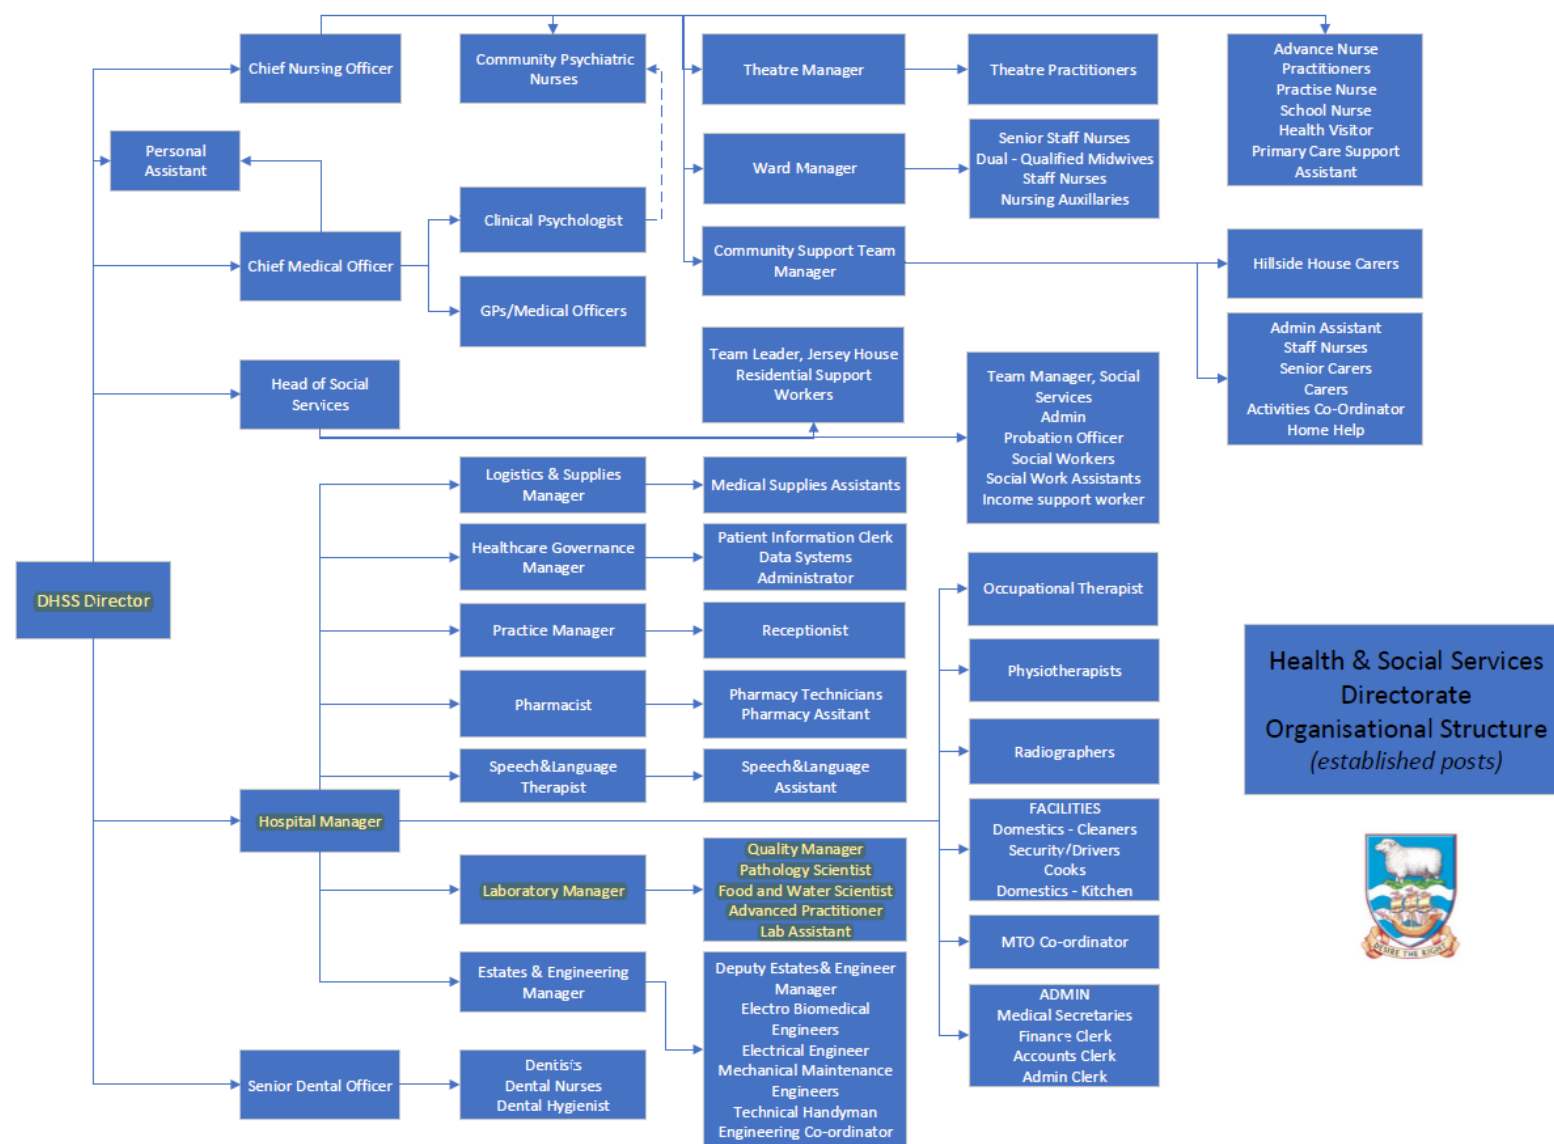 Chief Nursing Officer
Community Psychiatric
Nurses
Theatre Manager
Theatre Practitioners
Advance Nurse
Practitioners
Practise Nurse
School Nurse
Health Visitor
Primary Care Support
Assistant
Personal
Assistant
Ward Manager
Senior Staff Nurses
Dual - Qualified Midwives
Staff Nurses
Nursing Auxillaries
Clinical Psychologist
Chief Medical Officer
Community Support Team
Manager
Hillside House Carers
GPs/Medical Officers
Admin Assistant
Staff Nurses
Senior Carers
Carers
Activities Co-Ordinator
Home Help
Head of Social
Services
Team Leader, Jersey House
Residential Support
Workers
Team Manager, Social
Services
Admin
Probation Officer
Social Workers
Social Work Assistants
Income support worker
Logistics & Supplies
Manager
Medical Supplies Assistants
Healthcare Governance
Manager
Patient Information Clerk
Data Systems
Administrator
DHSS Director
Occupational Therapist
Practice Manager
Receptionist
Physiotherapists
Health & Social Services
Directorate
Organisational Structure
(established posts)
Pharmacist
Pharmacy Technicians
Pharmacy Assitant
Radiographers
Speech&Language
Therapist
Speech&Language
Assistant
Hospital Manager
FACILITIES
Domestics - Cleaners
Security/Drivers
Cooks
Domestics - Kitchen
Laboratory Manager
Quality Manager
Pathology Scientist
Food and Water Scientist
Advanced Practitioner
Lab Assistant
MTO Co-ordinator
DESIRE THE RIGHT
Estates & Engineering
Manager
Deputy Estates& Engineer
Manager
Electro Biomedical
Engineers
Electrical Engineer
Mechanical Maintenance
Engineers
Technical Handyman
Engineering Co-ordinator
ADMIN
Medical Secretaries
Finance Clerk
Accounts Clerk
Admin Clerk
Senior Dental Officer
Dentists
Dental Nurses
Dental Hygienist